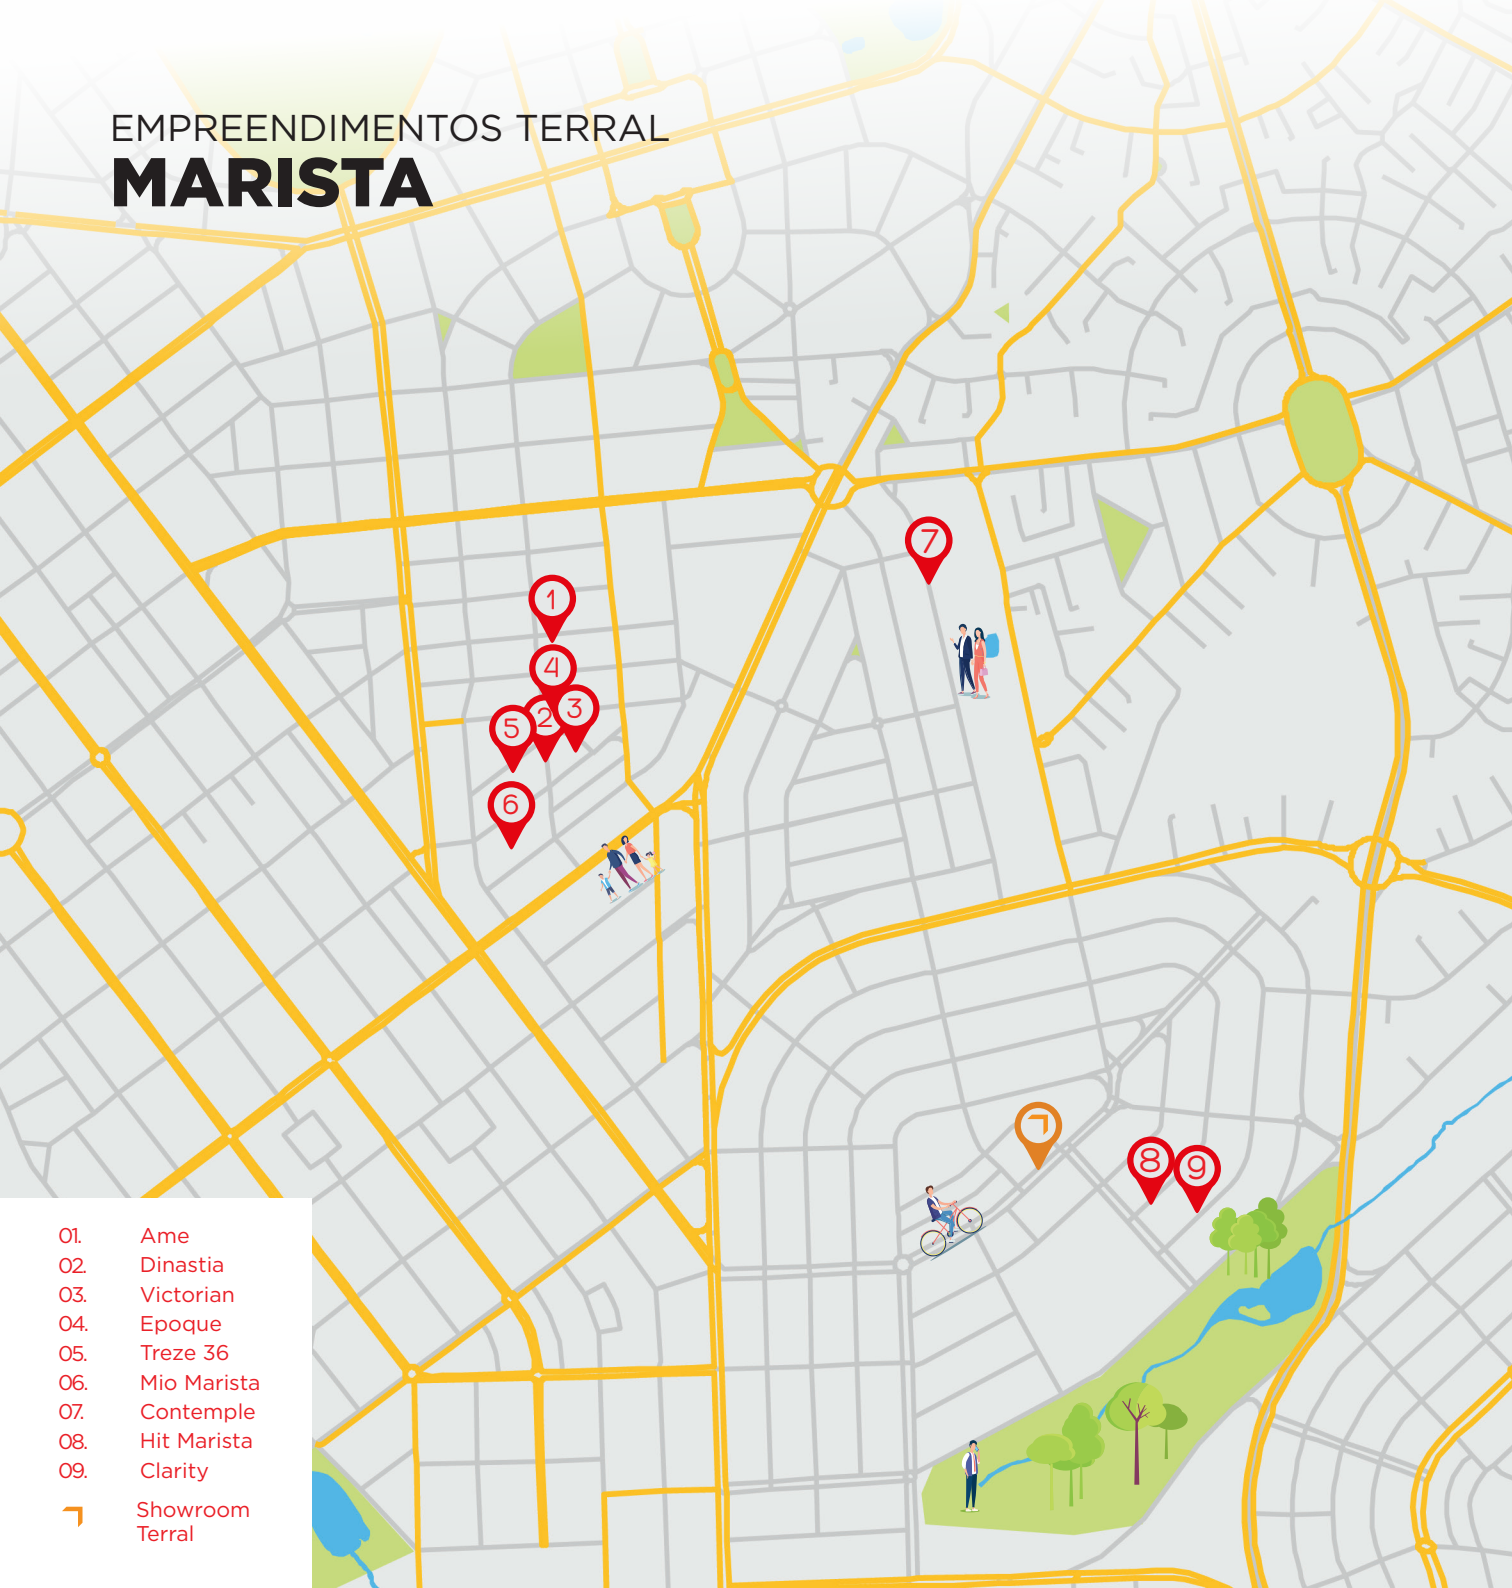 EMPREENDIMENTOS TERRAL
MARISTA
7
1
4
3
2
5
6
8
9
01. Ame
02. Dinastia
03. Victorian
04. Epoque
05. Treze 36
06. Mio Marista
07. Contemple
08. Hit Marista
09. Clarity
Showroom
Terral